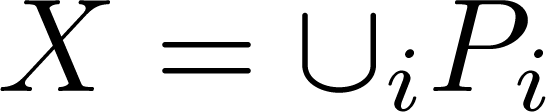 X = ∪ᵢPᵢ